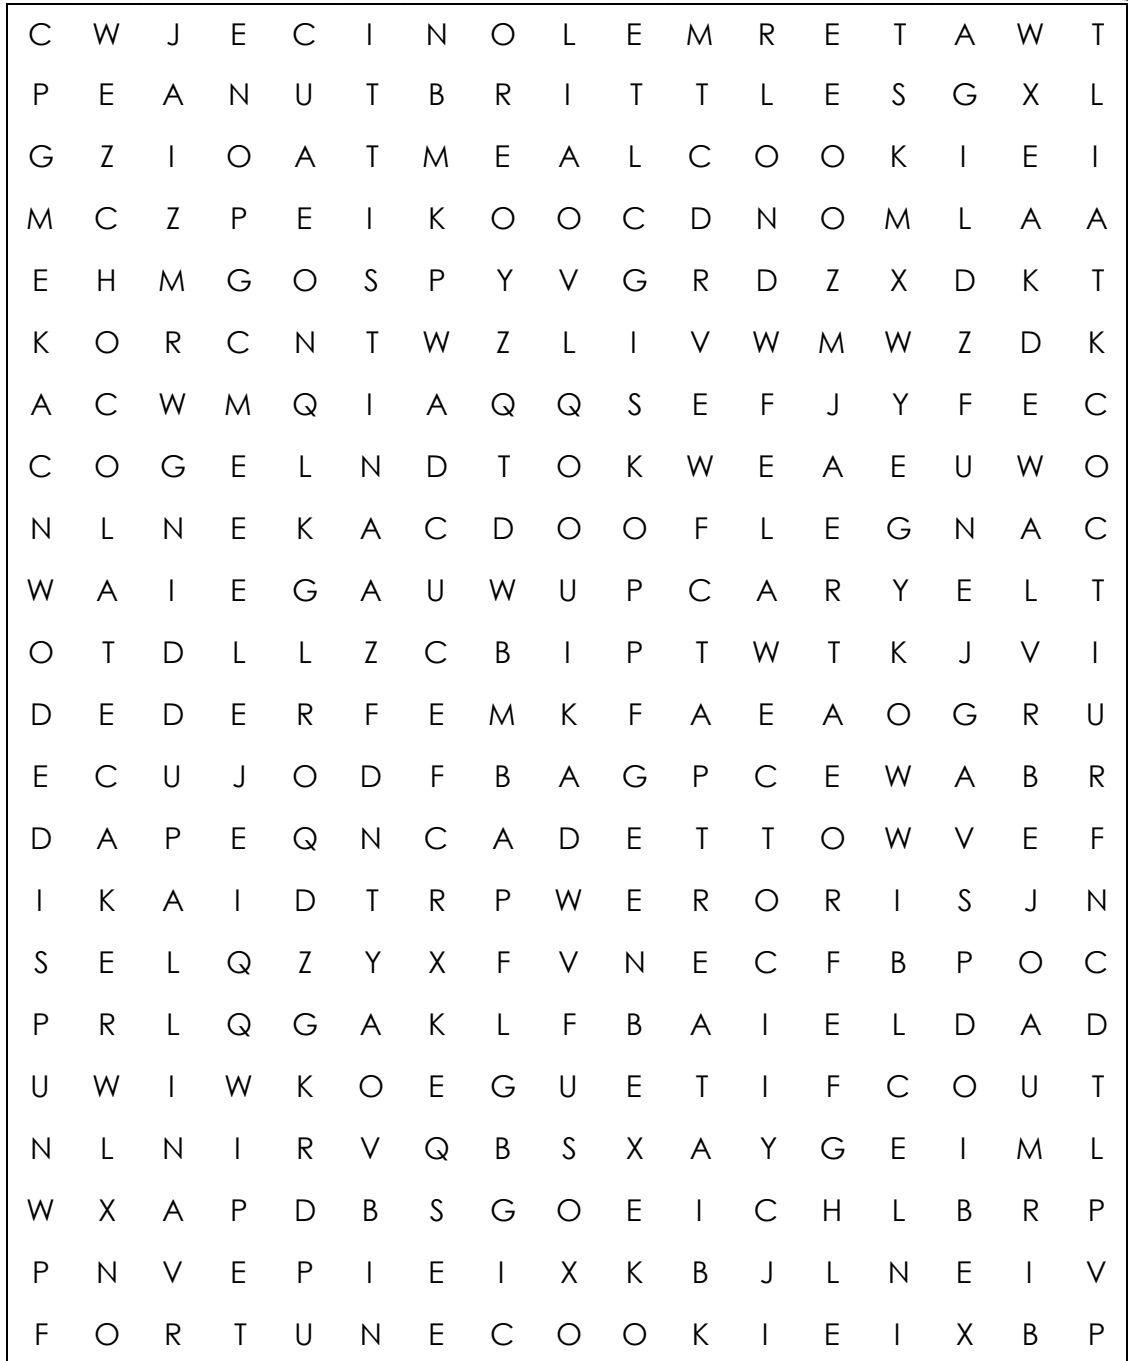 C W J E C I N O L E M R E T A W T
P E A N U T B R I T T L E S G X L
G Z I O A T M E A L C O O K I E I
M C Z P E I K O O C D N O M L A A
E H M G O S P Y V G R D Z X D K T
K O R C N T W Z L I V W M W Z D K
A C W M Q I A Q Q S E F J Y F E C
C O G E L N D T O K W E A E U W O
N L N E K A C D O O F L E G N A C
W A I E G A U W U P C A R Y E L T
O T D L L Z C B I P T W T K J V I
D E D E R F E M K F A E A O G R U
E C U J O D F B A G P C E W A B R
D A P E Q N C A D E T T O W V E F
I K A I D T R P W E R O R I S J N
S E L Q Z Y X F V N E C F B P O C
P R L Q G A K L F B A I E L D A D
U W I W K O E G U E T I F C O U T
N L N I R V Q B S X A Y G E I M L
W X A P D B S G O E I C H L B R P
P N V E P I E I X K B J L N E I V
F O R T U N E C O O K I E I X B P